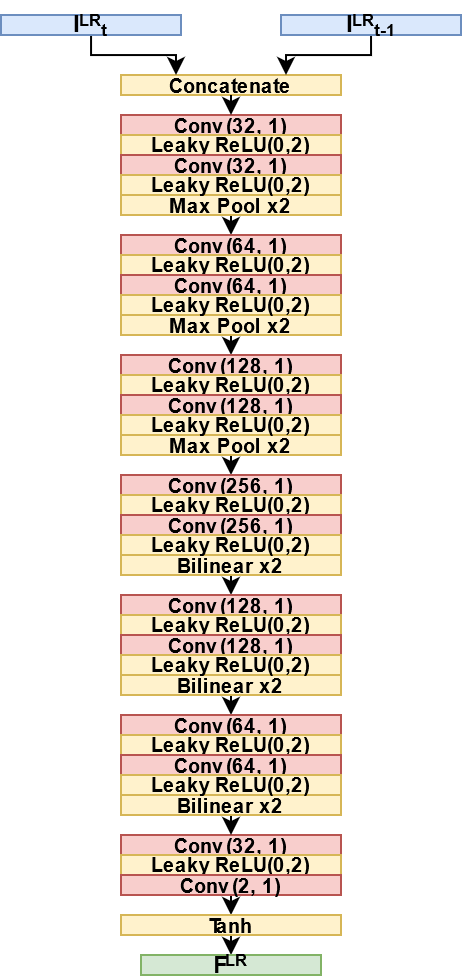 I^LR_t
I^LR_t-1
Concatenate
Conv (32, 1)
Leaky ReLU(0,2)
Conv (32, 1)
Leaky ReLU(0,2)
Max Pool x2
Conv (64, 1)
Leaky ReLU(0,2)
Conv (64, 1)
Leaky ReLU(0,2)
Max Pool x2
Conv (128, 1)
Leaky ReLU(0,2)
Conv (128, 1)
Leaky ReLU(0,2)
Max Pool x2
Conv (256, 1)
Leaky ReLU(0,2)
Conv (256, 1)
Leaky ReLU(0,2)
Bilinear x2
Conv (128, 1)
Leaky ReLU(0,2)
Conv (128, 1)
Leaky ReLU(0,2)
Bilinear x2
Conv (64, 1)
Leaky ReLU(0,2)
Conv (64, 1)
Leaky ReLU(0,2)
Bilinear x2
Conv (32, 1)
Leaky ReLU(0,2)
Conv (2, 1)
Tanh
F^LR